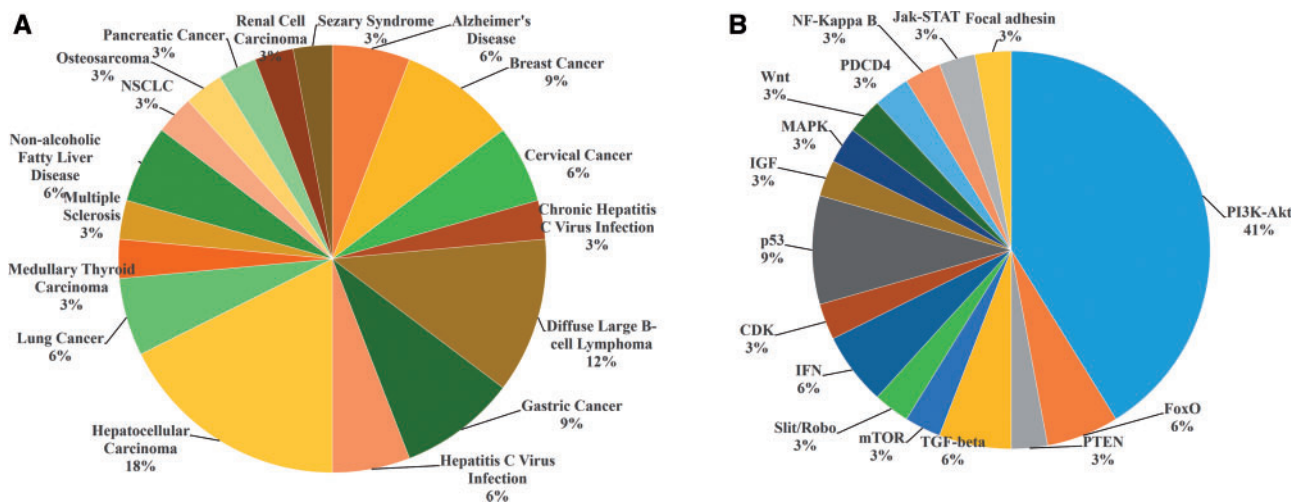 A
Sezary Syndrome
3%
Alzheimer's
Disease
6%
Breast Cancer
9%
Cervical Cancer
6%
Chronic Hepatitis
C Virus Infection
3%
Diffuse Large B-
cell Lymphoma
12%
Gastric Cancer
9%
Hepatitis C Virus
Infection
6%
Hepatocellular
Carcinoma
18%
Lung Cancer
6%
Medullary Thyroid
Carcinoma
3%
Multiple
Sclerosis
3%
Non-alcoholic
Fatty Liver
Disease
6%
NSCLC
3%
Osteosarcoma
3%
Pancreatic Cancer
3%
Renal Cell
Carcinoma
3%
B
PI3K-Akt
41%
FoxO
6%
PTEN
3%
TGF-beta
6%
mTOR
3%
Slit/Robo
3%
IFN
6%
CDK
3%
p53
9%
IGF
3%
MAPK
3%
Wnt
3%
PDCD4
3%
NF-Kappa B
3%
Jak-STAT
3%
Focal adhesin
3%